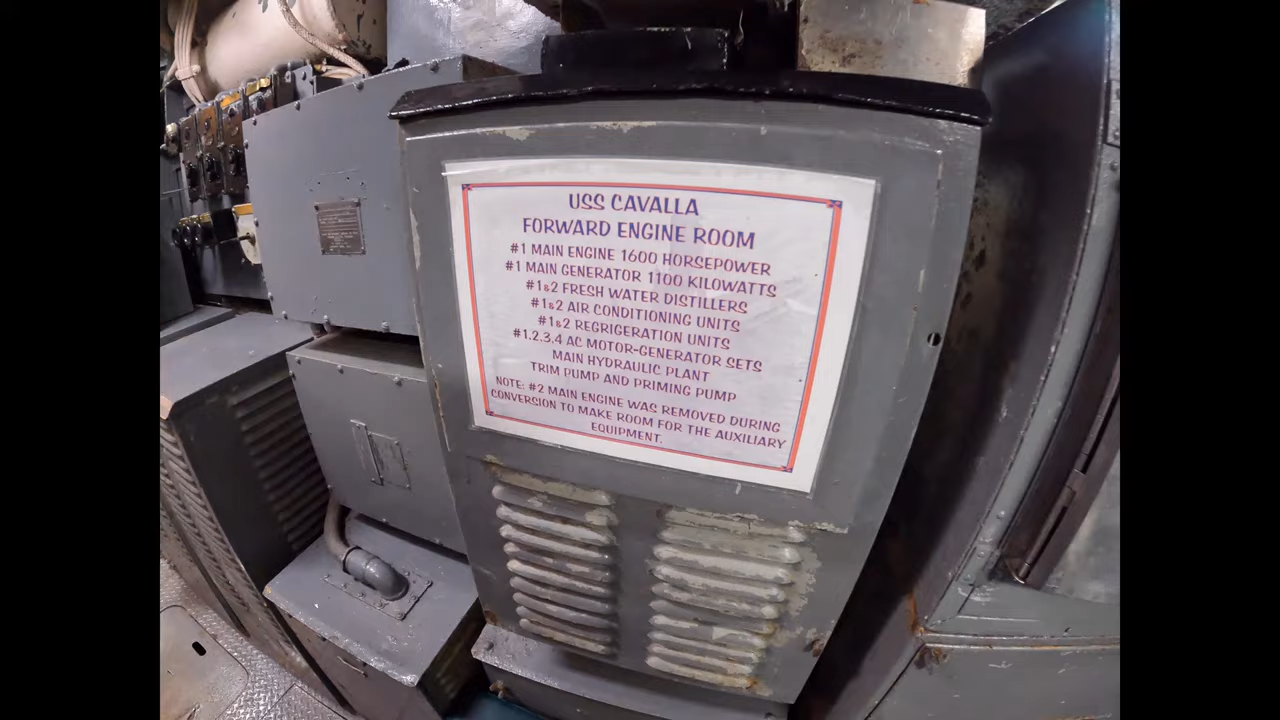 USS CAVALLA
FORWARD ENGINE ROOM
#1 MAIN ENGINE 1600 HORSEPOWER
#1 MAIN GENERATOR 1100 KILOWATTS
#1&2 FRESH WATER DISTILLERS
#1&2 AIR CONDITIONING UNITS
#1&2 REGRIGERATION UNITS
#1.2.3.4 AC MOTOR-GENERATOR SETS
MAIN HYDRAULIC PLANT
TRIM PUMP AND PRIMING PUMP
NOTE: #2 MAIN ENGINE WAS REMOVED DURING
CONVERSION TO MAKE ROOM FOR THE AUXILIARY
EQUIPMENT.